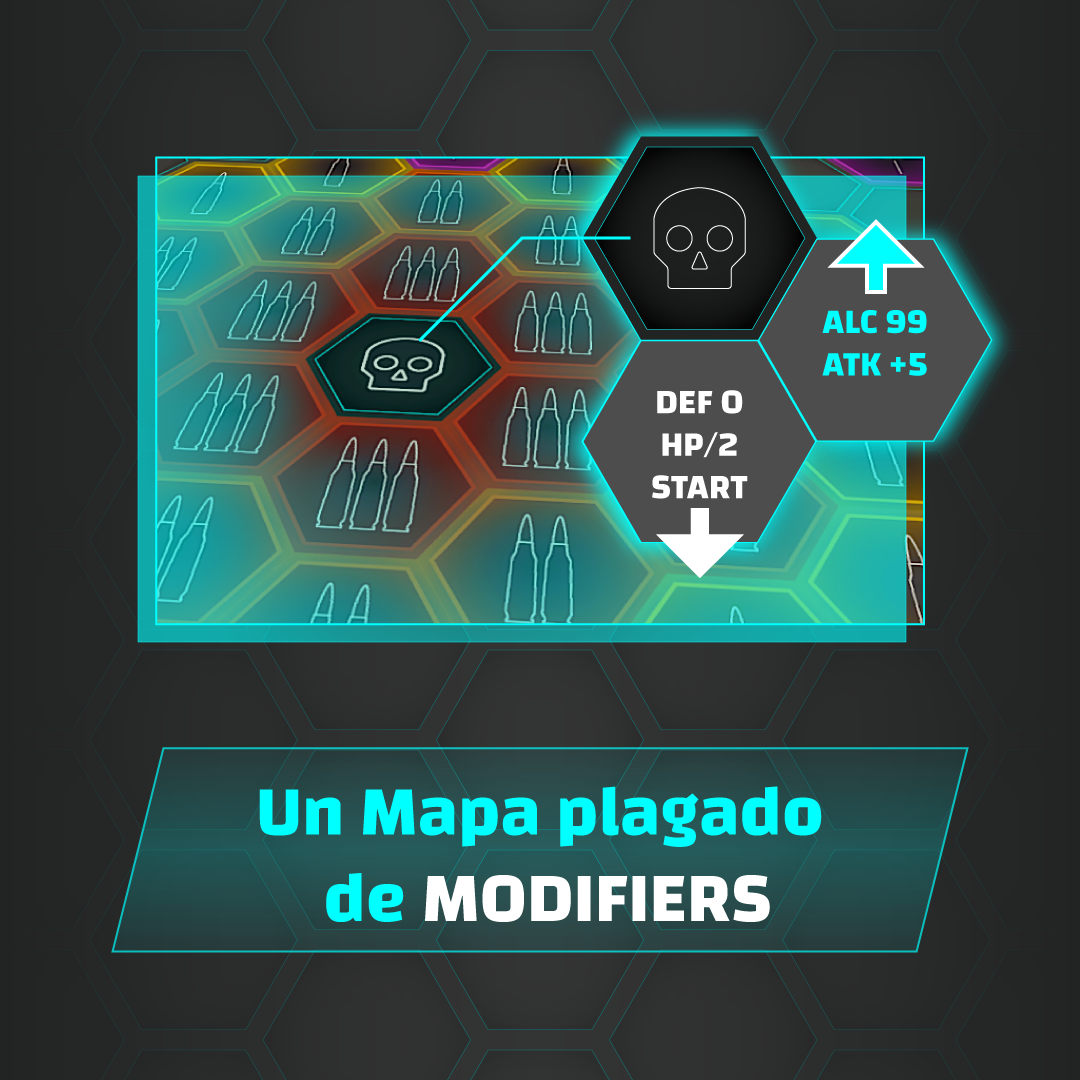 ALC 99
ATK +5
DEF 0
HP/2
START
Un Mapa plagado
de MODIFIERS